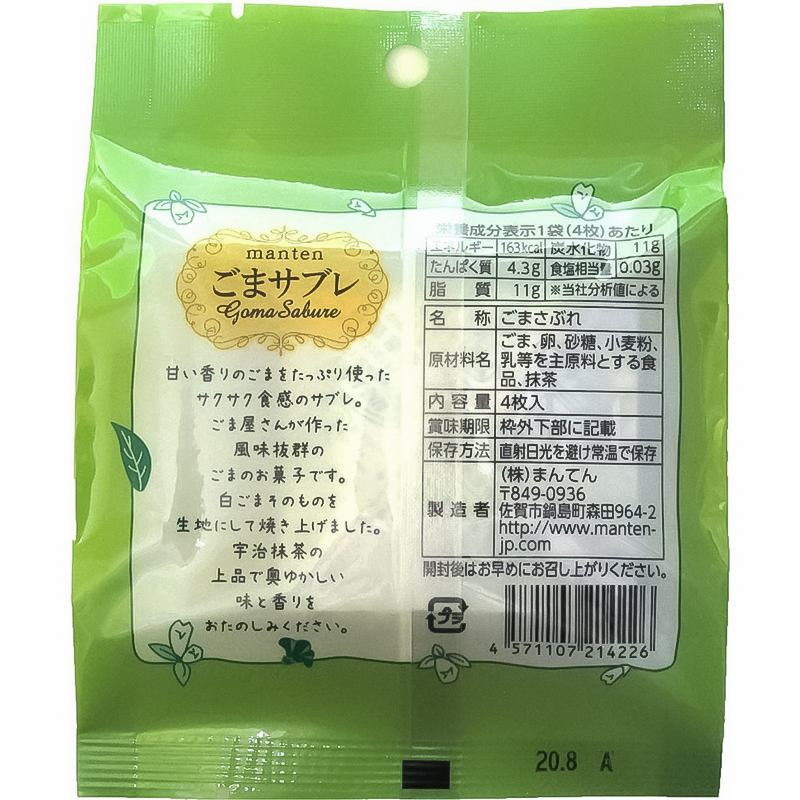 manten
ごまサブレ
Goma Sabure
甘い香りのごまをたっぷり使った
サクサク食感のサブレ。
ごま屋さんが作った
風味抜群の
ごまのお菓子です。
白ごまそのものを
生地にして焼き上げました。
宇治抹茶の
上品で奥ゆかしい
味と香りを
おたのしみください。
栄養成分表示1袋(4枚)あたり
エネルギー 163kcal 炭水化物 11g
たんぱく質 4.3g 食塩相当量 0.03g
脂質 11g ※当社分析値による
名称 ごまさぶれ
原材料名 ごま、卵、砂糖、小麦粉、
乳等を主原料とする食
品、抹茶
内容量 4枚入
賞味期限 枠外下部に記載
保存方法 直射日光を避け常温で保存
製造者 (株)まんてん
〒849-0936
佐賀市鍋島町森田964-2
http://www.manten-
jp.com
開封後はお早めにお召し上がりください。
プラ
4 571107 214226
20.8 A